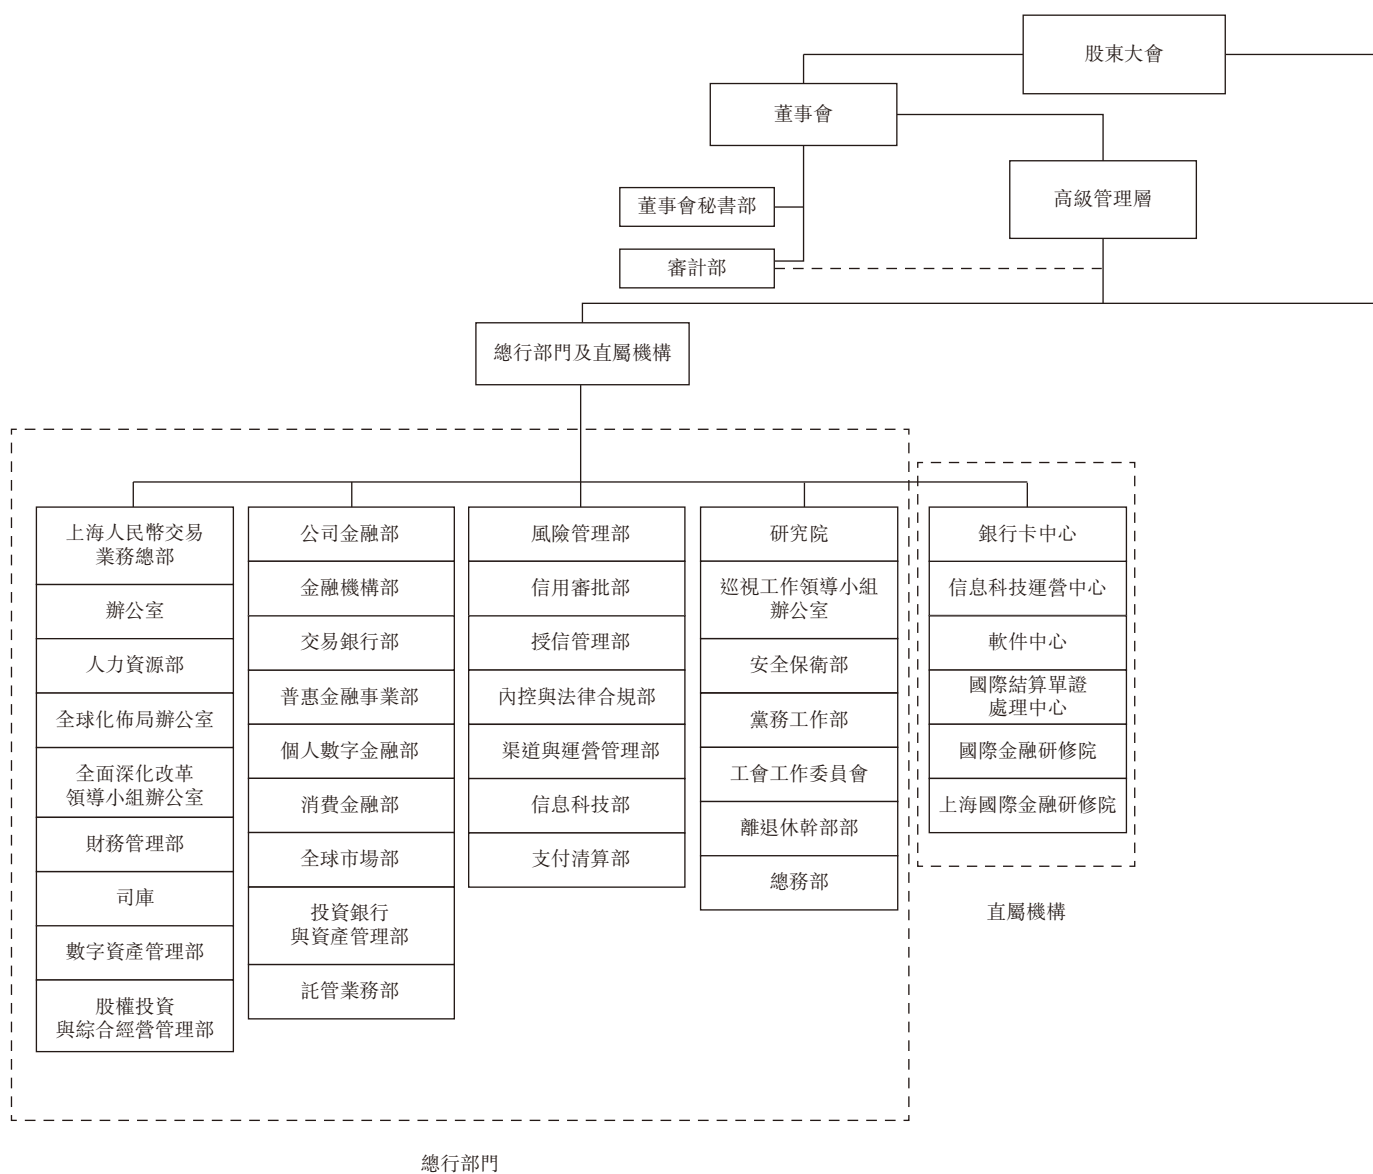 股東大會
董事會
高級管理層
董事會秘書部
審計部
總行部門及直屬機構
上海人民幣交易
業務總部
辦公室
人力資源部
全球化佈局辦公室
全面深化改革
領導小組辦公室
財務管理部
司庫
數字資產管理部
股權投資
與綜合經營管理部
公司金融部
金融機構部
交易銀行部
普惠金融事業部
個人數字金融部
消費金融部
全球市場部
投資銀行
與資產管理部
託管業務部
風險管理部
信用審批部
授信管理部
內控與法律合規部
渠道與運營管理部
信息科技部
支付清算部
研究院
巡視工作領導小組
辦公室
安全保衛部
黨務工作部
工會工作委員會
離退休幹部部
總務部
銀行卡中心
信息科技運營中心
軟件中心
國際結算單證
處理中心
國際金融研修院
上海國際金融研修院
直屬機構
總行部門